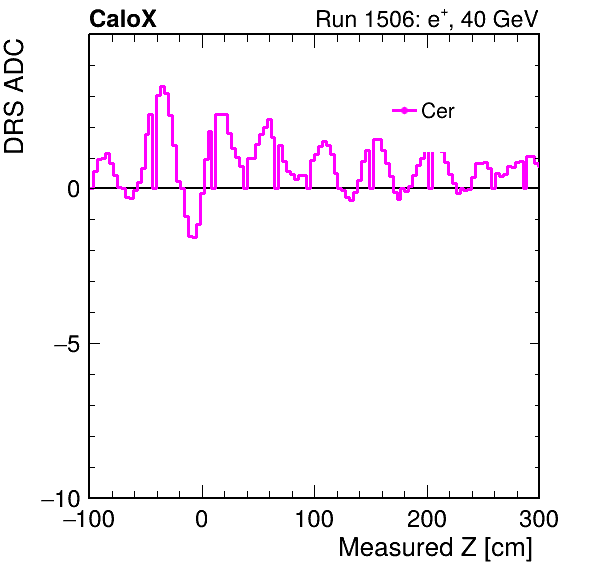 CaloX Run 1506: e⁺, 40 GeV
DRS ADC
Cer
0
−5
−10
−100 0 100 200 300
Measured Z [cm]